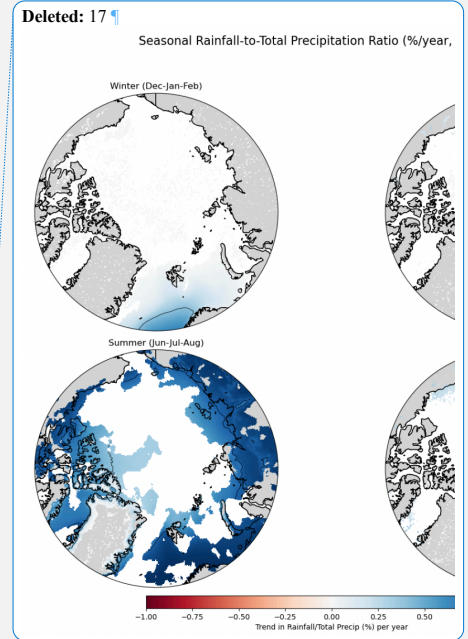 Deleted: 17 ¶
Seasonal Rainfall-to-Total Precipitation Ratio (%/year,
Winter (Dec-Jan-Feb)
Summer (Jun-Jul-Aug)
−1.00 −0.75 −0.50 −0.25 0.00 0.25 0.50
Trend in Rainfall/Total Precip (%) per year